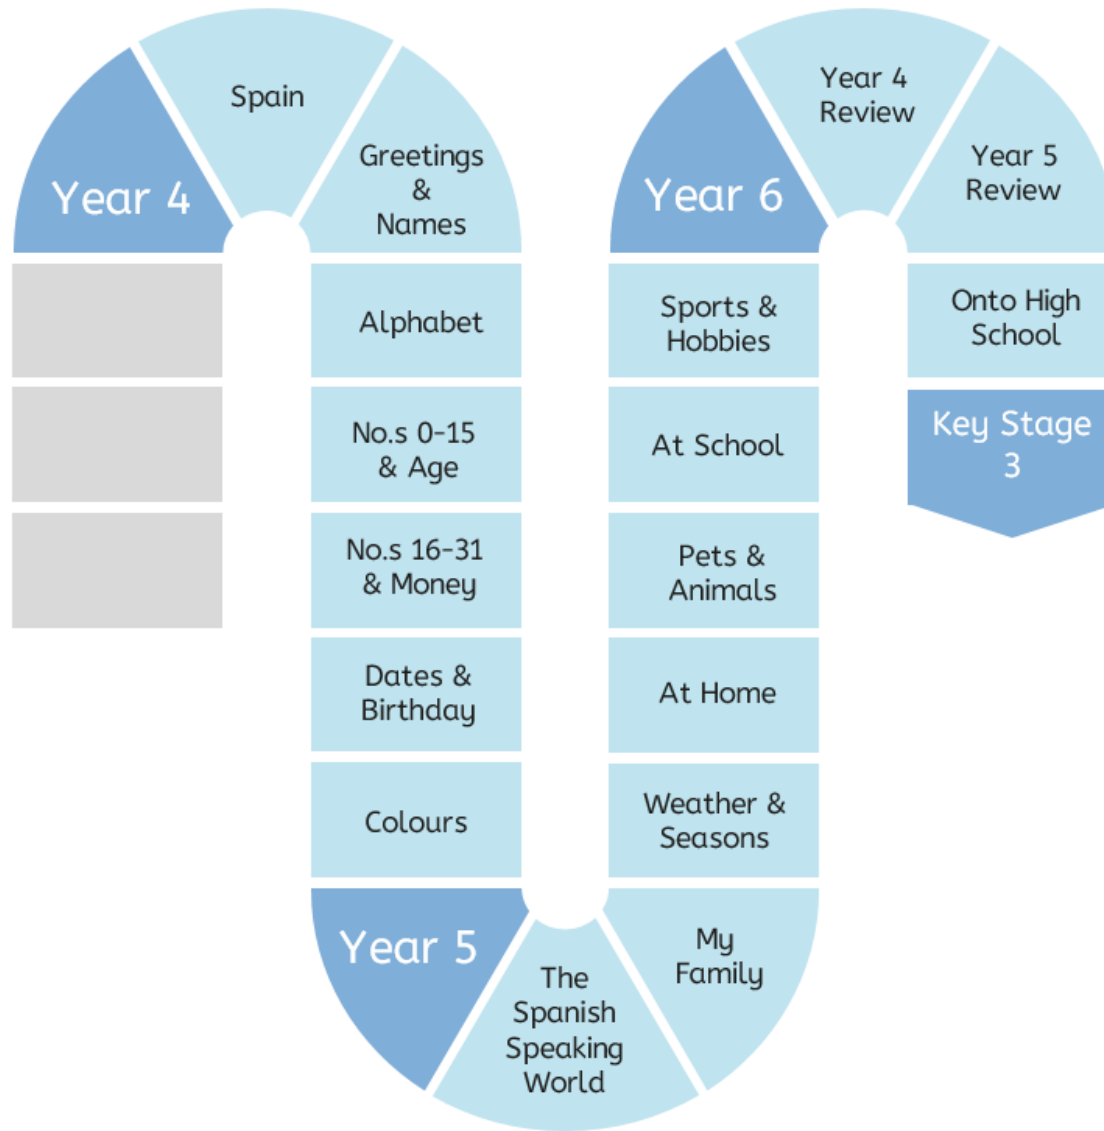 Year 4
Spain
Greetings
&
Names
Alphabet
No.s 0-15
& Age
No.s 16-31
& Money
Dates &
Birthday
Colours
Year 5
The
Spanish
Speaking
World
My
Family
Weather &
Seasons
At Home
Pets &
Animals
At School
Sports &
Hobbies
Year 6
Year 4
Review
Year 5
Review
Onto High
School
Key Stage
3